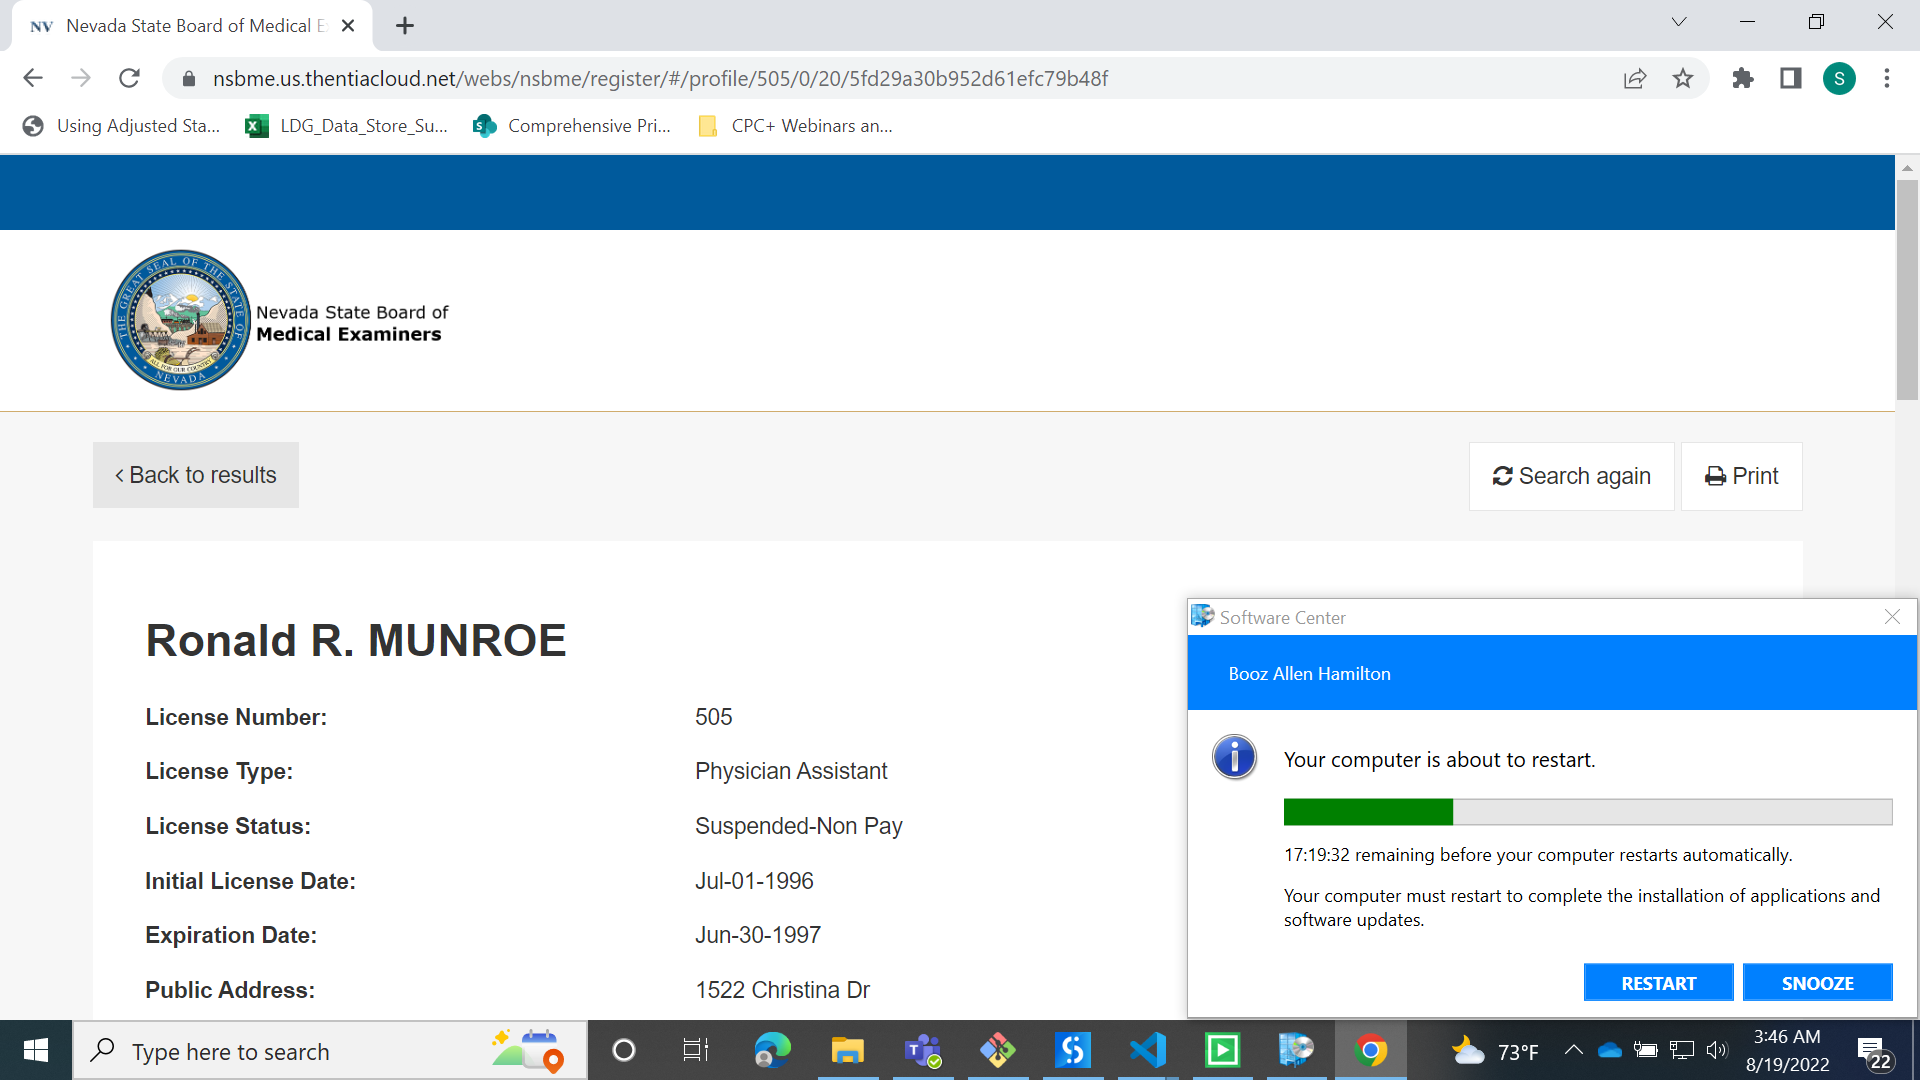 NV Nevada State Board of Medical E
nsbme.us.thentiacloud.net/webs/nsbme/register/#/profile/505/0/20/5fd29a30b952d61efc79b48f
S
Using Adjusted Sta... LDG_Data_Store_Su... Comprehensive Pri... CPC+ Webinars an...
THE GREAT SEAL OF THE STATE OF NEVADA
ALL FOR OUR COUNTRY
Nevada State Board of
Medical Examiners
Back to results
Search again
Print
Ronald R. MUNROE
License Number: 505
License Type: Physician Assistant
License Status: Suspended-Non Pay
Initial License Date: Jul-01-1996
Expiration Date: Jun-30-1997
Public Address: 1522 Christina Dr
Software Center
Booz Allen Hamilton
Your computer is about to restart.
17:19:32 remaining before your computer restarts automatically.
Your computer must restart to complete the installation of applications and
software updates.
RESTART SNOOZE
Type here to search
73°F
3:46 AM
8/19/2022
22